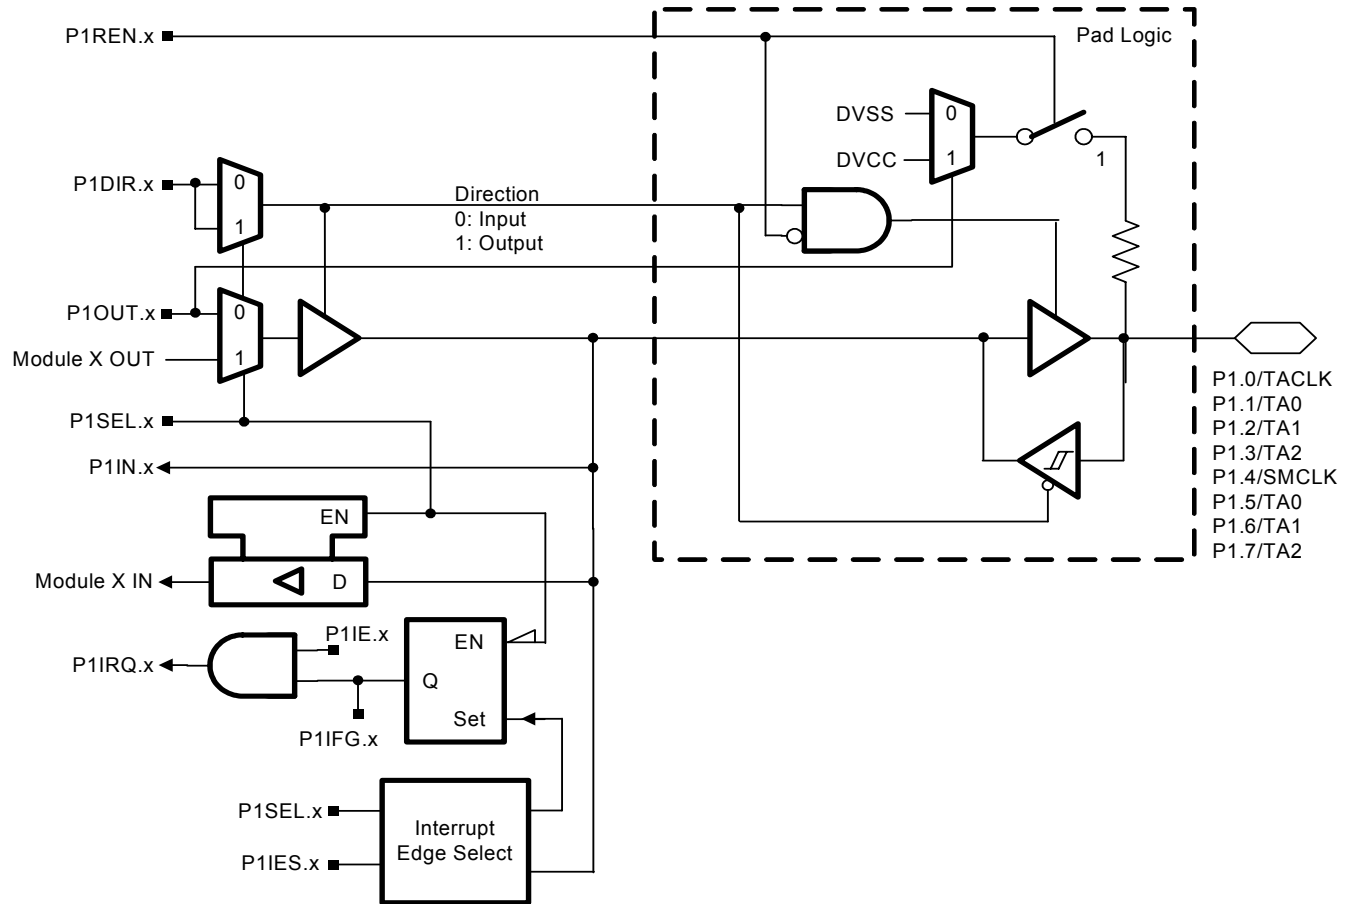 P1REN.x
Pad Logic
DVSS
0
DVCC
1
1
P1DIR.x
0
1
Direction
0: Input
1: Output
P1OUT.x
0
Module X OUT
1
P1SEL.x
P1IN.x
EN
Module X IN
D
P1.0/TACLK
P1.1/TA0
P1.2/TA1
P1.3/TA2
P1.4/SMCLK
P1.5/TA0
P1.6/TA1
P1.7/TA2
P1IE.x
P1IRQ.x
EN
Q
Set
P1IFG.x
P1SEL.x
P1IES.x
Interrupt
Edge Select